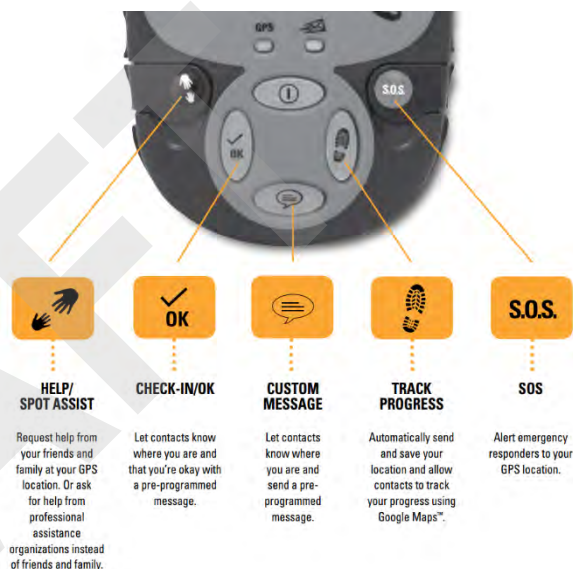 GPS
S.O.S.
OK
OK
S.O.S.
HELP/
SPOT ASSIST
Request help from
your friends and
family at your GPS
location. Or ask
for help from
professional
assistance
organizations instead
of friends and family.
CHECK-IN/OK
Let contacts know
where you are and
that you're okay with
a pre-programmed
message.
CUSTOM
MESSAGE
Let contacts
know where
you are and
send a pre-
programmed
message.
TRACK
PROGRESS
Automatically send
and save your
location and allow
contacts to track
your progress using
Google Maps™.
SOS
Alert emergency
responders to your
GPS location.